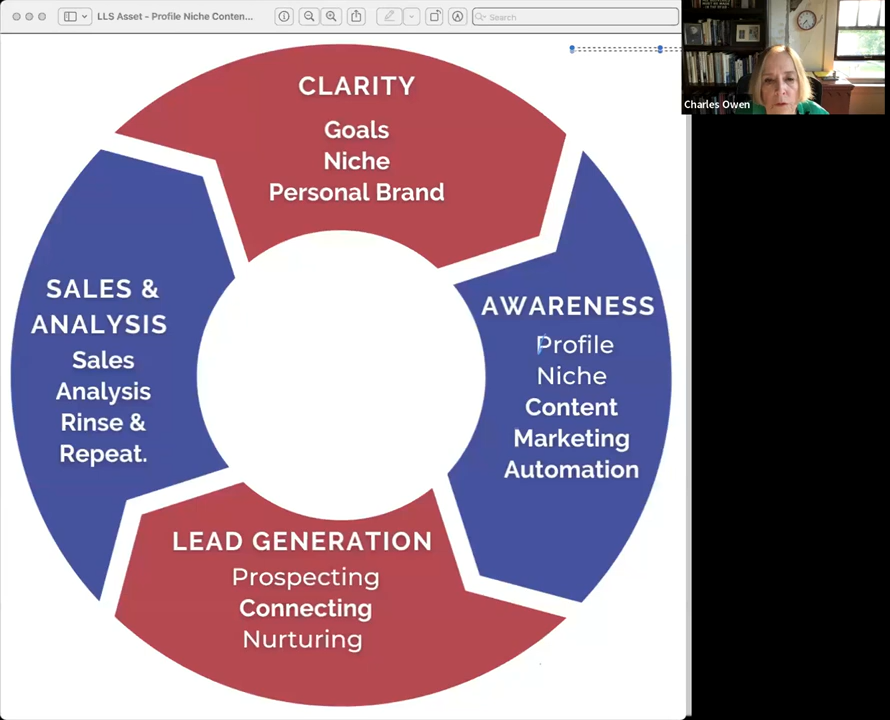 LLS Asset - Profile Niche Conten...
Search
Charles Owen
CLARITY
Goals
Niche
Personal Brand
AWARENESS
Profile
Niche
Content
Marketing
Automation
LEAD GENERATION
Prospecting
Connecting
Nurturing
SALES &
ANALYSIS
Sales
Analysis
Rinse &
Repeat.